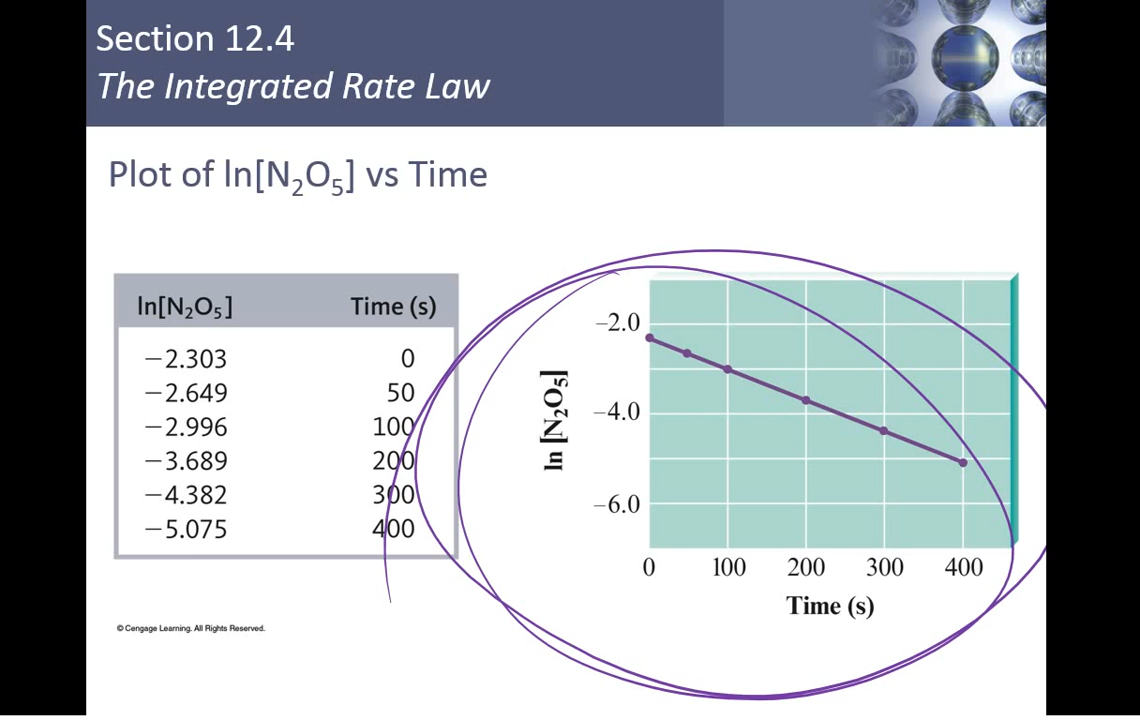 Section 12.4
The Integrated Rate Law
Plot of ln[N₂O₅] vs Time
ln[N₂O₅] Time (s)
−2.303 0
−2.649 50
−2.996 100
−3.689 200
−4.382 300
−5.075 400
ln [N₂O₅]
−2.0
−4.0
−6.0
0 100 200 300 400
Time (s)
© Cengage Learning. All Rights Reserved.